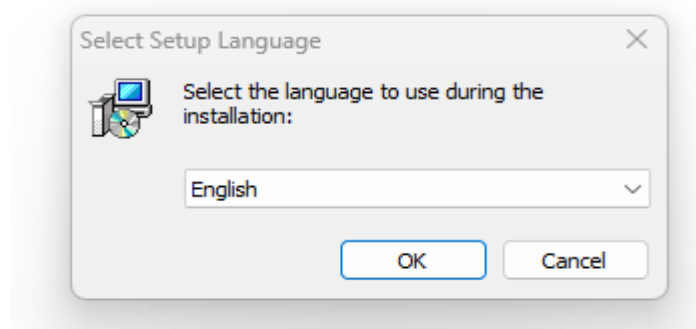 Select Setup Language
Select the language to use during the
installation:
English
OK Cancel